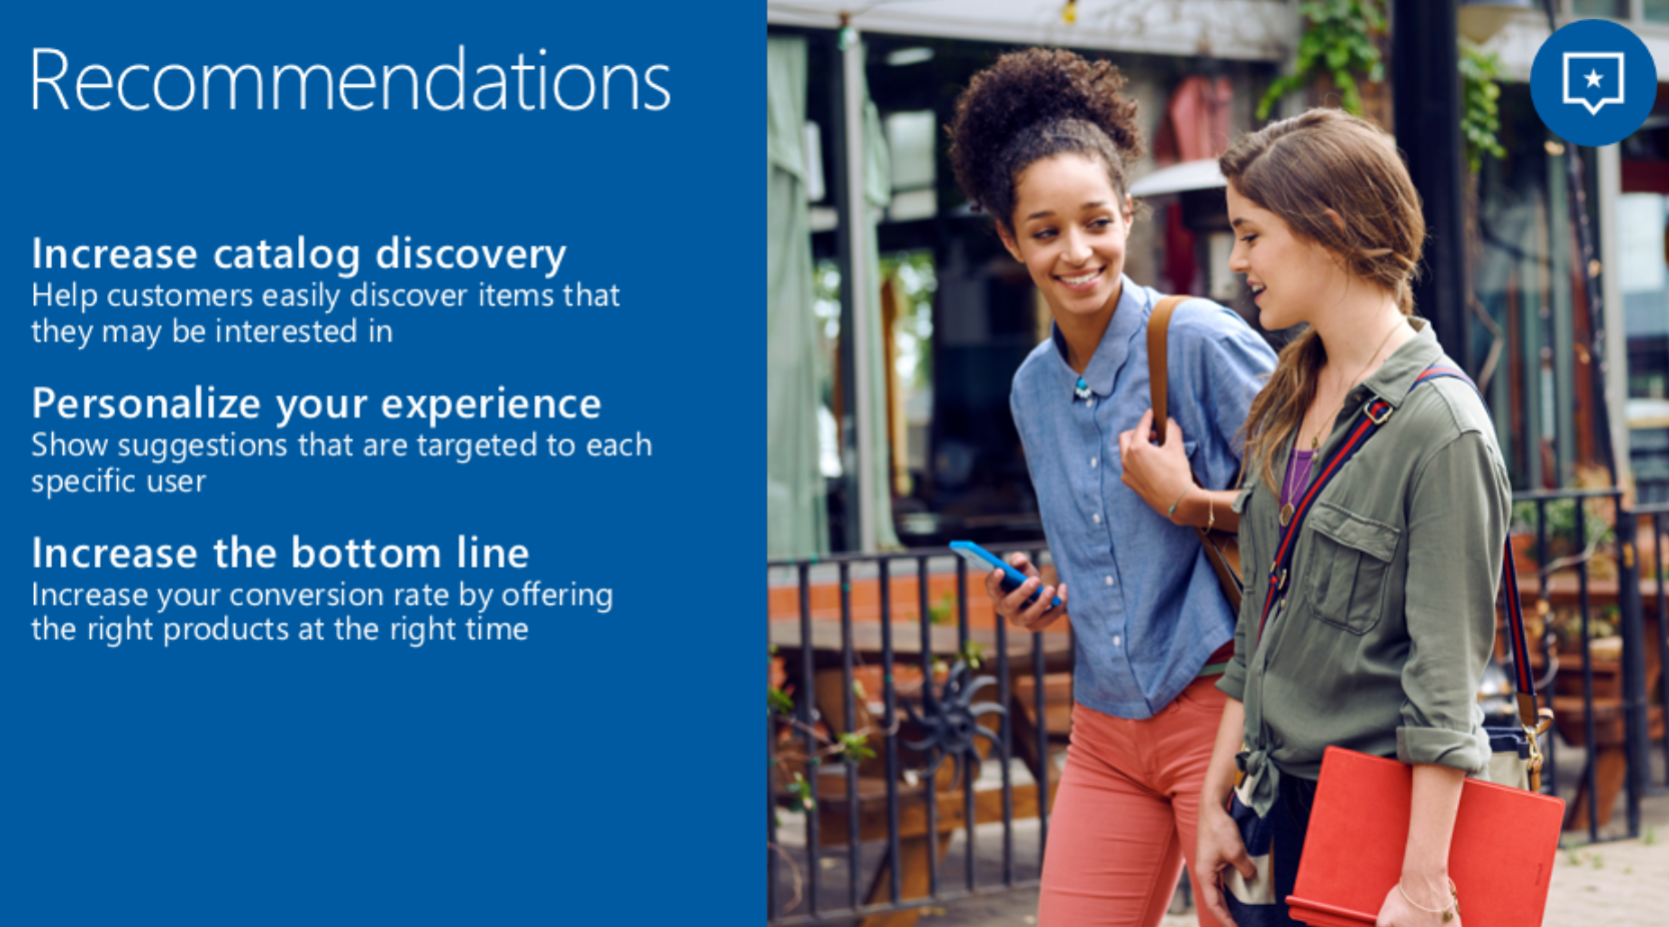 Recommendations
Increase catalog discovery
Help customers easily discover items that
they may be interested in
Personalize your experience
Show suggestions that are targeted to each
specific user
Increase the bottom line
Increase your conversion rate by offering
the right products at the right time